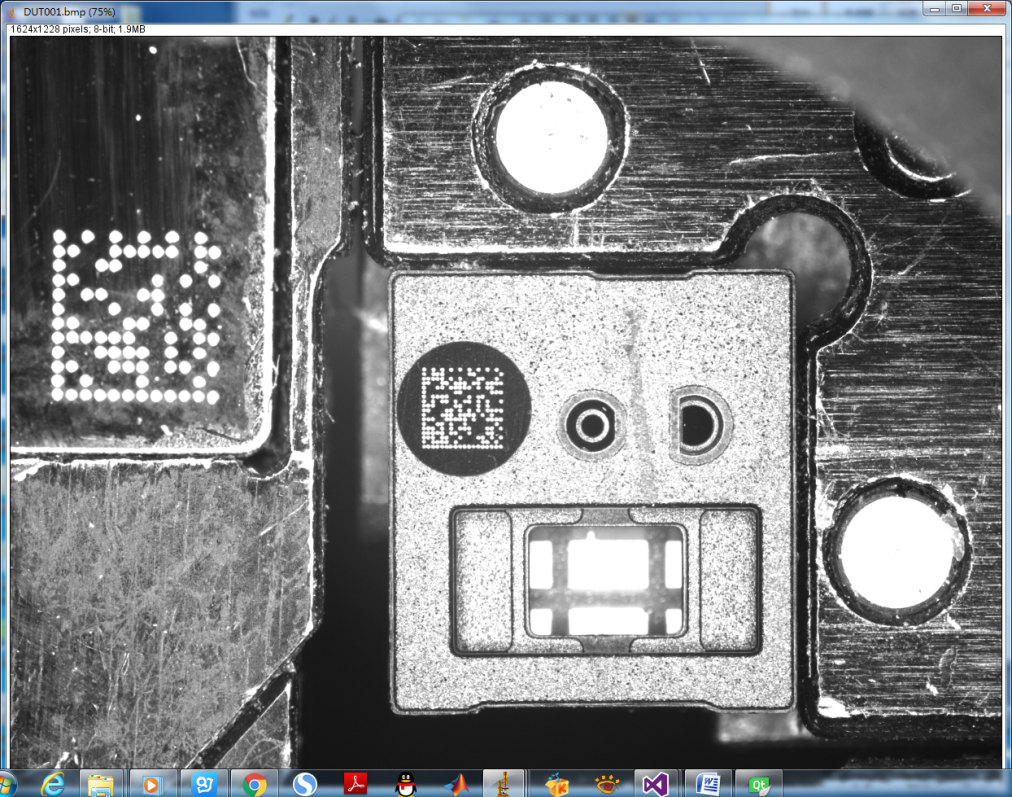 DUT001.bmp (75%)
1624x1228 pixels; 8-bit; 1.9MB